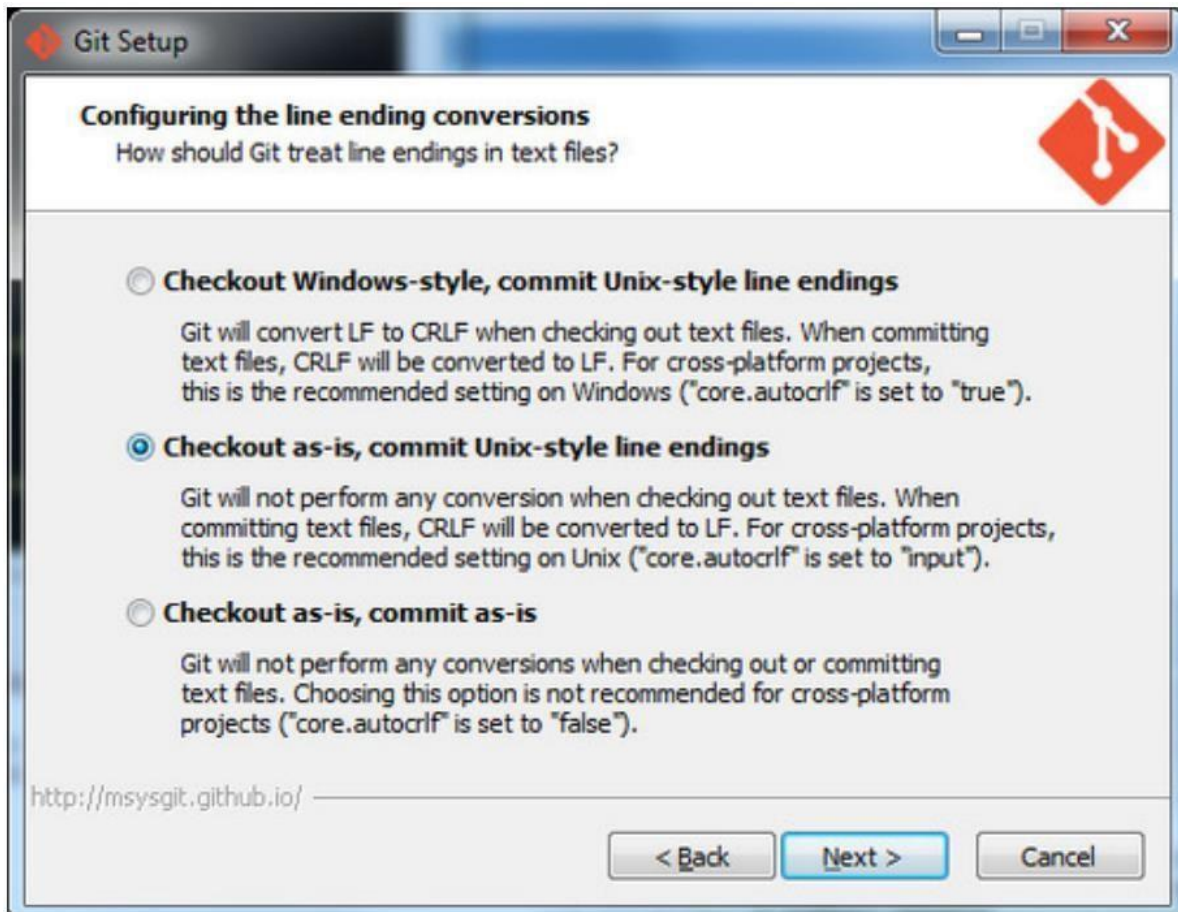 Git Setup
Configuring the line ending conversions
How should Git treat line endings in text files?
Checkout Windows-style, commit Unix-style line endings
Git will convert LF to CRLF when checking out text files. When committing
text files, CRLF will be converted to LF. For cross-platform projects,
this is the recommended setting on Windows ("core.autocrlf" is set to "true").
Checkout as-is, commit Unix-style line endings
Git will not perform any conversion when checking out text files. When
committing text files, CRLF will be converted to LF. For cross-platform projects,
this is the recommended setting on Unix ("core.autocrlf" is set to "input").
Checkout as-is, commit as-is
Git will not perform any conversions when checking out or committing
text files. Choosing this option is not recommended for cross-platform
projects ("core.autocrlf" is set to "false").
http://msysgit.github.io/
< Back Next > Cancel